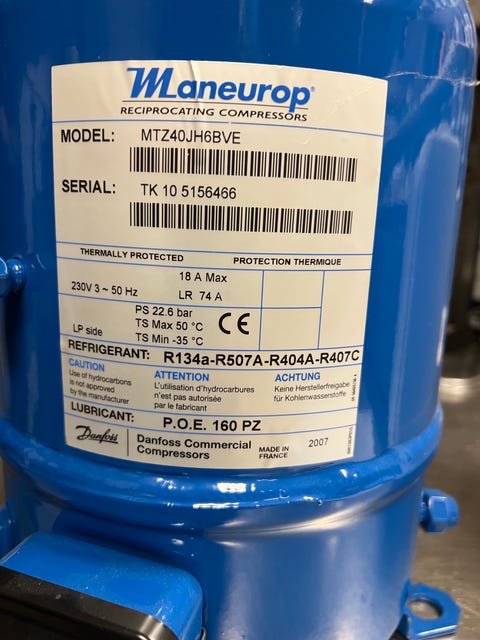 Maneurop®
RECIPROCATING COMPRESSORS
MODEL: MTZ40JH6BVE
SERIAL: TK 10 5156466
THERMALLY PROTECTED PROTECTION THERMIQUE
230V 3 ~ 50 Hz
18 A Max
LR 74 A
LP side
PS 22.6 bar
TS Max 50 °C
TS Min -35 °C
CE
REFRIGERANT: R134a-R507A-R404A-R407C
CAUTION
Use of hydrocarbons
is not approved
by the manufacturer
ATTENTION
L'utilisation d'hydrocarbures
n'est pas autorisée
par le fabricant
ACHTUNG
Keine Herstellerfreigabe
für Kohlenwasserstoffe
LUBRICANT: P.O.E. 160 PZ
Danfoss
Danfoss Commercial
Compressors
MADE IN
FRANCE
2007